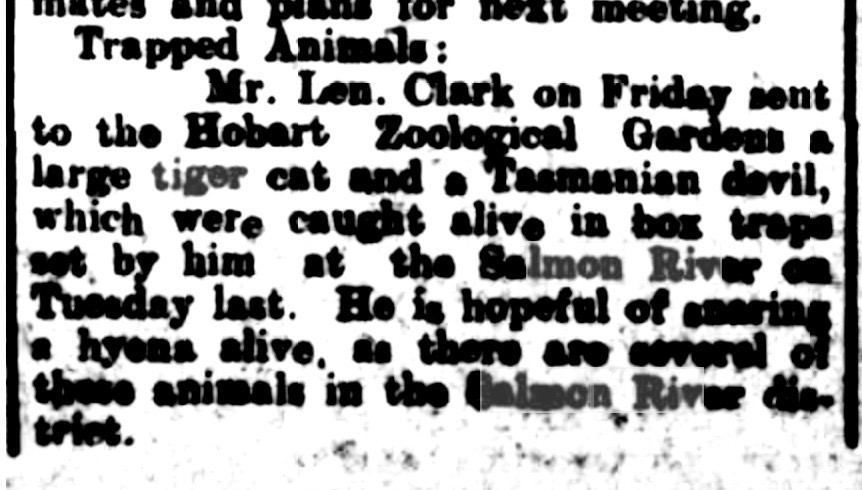 mates and plans for next meeting.
Trapped Animals:
Mr. Len. Clark on Friday sent
to the Hobart Zoological Gardens a
large tiger cat and a Tasmanian devil,
which were caught alive in box traps
set by him at the Salmon River on
Tuesday last. He is hopeful of snaring
a hyena alive, as there are several of
these animals in the Salmon River dis-
trict.